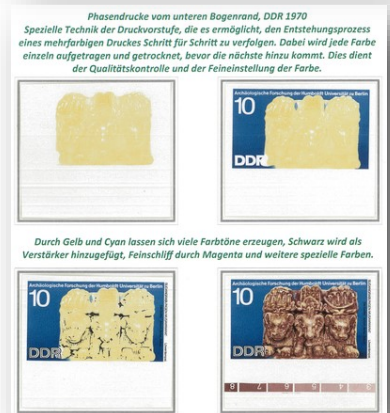 Phasendrucke vom unteren Bogenrand, DDR 1970
Spezielle Technik der Druckvorstufe, die es ermöglicht, den Entstehungsprozess
eines mehrfarbigen Druckes Schritt für Schritt zu verfolgen. Dabei wird jede Farbe
einzeln aufgetragen und getrocknet, bevor die nächste hinzu kommt. Dies dient
der Qualitätskontrolle und der Feineinstellung der Farbe.
Archäologische Forschung der Humboldt Universität zu Berlin
10
DDR
Durch Gelb und Cyan lassen sich viele Farbtöne erzeugen, Schwarz wird als
Verstärker hinzugefügt, Feinschliff durch Magenta und weitere spezielle Farben.
Archäologische Forschung der Humboldt Universität zu Berlin
10
DDR
Archäologische Forschung der Humboldt Universität zu Berlin
10
DDR
8 7 6 5 4 3